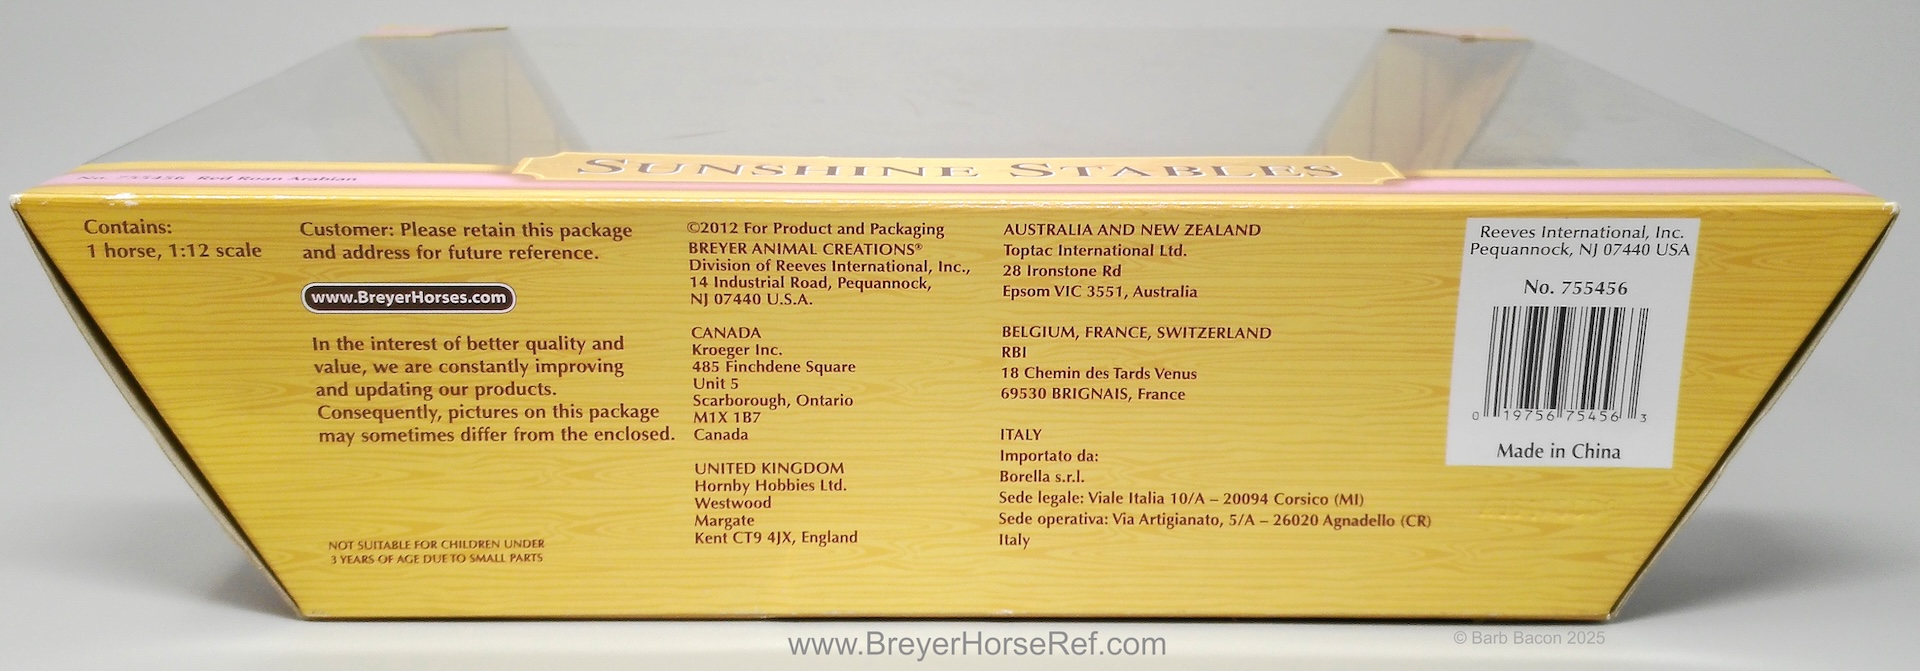 SUNSHINE STABLES
No. 755456 Red Roan Arabian
Contains:
1 horse, 1:12 scale
Customer: Please retain this package
and address for future reference.
www.BreyerHorses.com
In the interest of better quality and
value, we are constantly improving
and updating our products.
Consequently, pictures on this package
may sometimes differ from the enclosed.
NOT SUITABLE FOR CHILDREN UNDER
3 YEARS OF AGE DUE TO SMALL PARTS
©2012 For Product and Packaging
BREYER ANIMAL CREATIONS®
Division of Reeves International, Inc.,
14 Industrial Road, Pequannock,
NJ 07440 U.S.A.
CANADA
Kroeger Inc.
485 Finchdene Square
Unit 5
Scarborough, Ontario
M1X 1B7
Canada
UNITED KINGDOM
Hornby Hobbies Ltd.
Westwood
Margate
Kent CT9 4JX, England
AUSTRALIA AND NEW ZEALAND
Toptac International Ltd.
28 Ironstone Rd
Epsom VIC 3551, Australia
BELGIUM, FRANCE, SWITZERLAND
RBI
18 Chemin des Tards Venus
69530 BRIGNAIS, France
ITALY
Importato da:
Borella s.r.l.
Sede legale: Viale Italia 10/A – 20094 Corsico (MI)
Sede operativa: Via Artigianato, 5/A – 26020 Agnadello (CR)
Italy
Reeves International, Inc.
Pequannock, NJ 07440 USA
No. 755456
0 19756 75456 3
Made in China
www.BreyerHorseRef.com
© Barb Bacon 2025